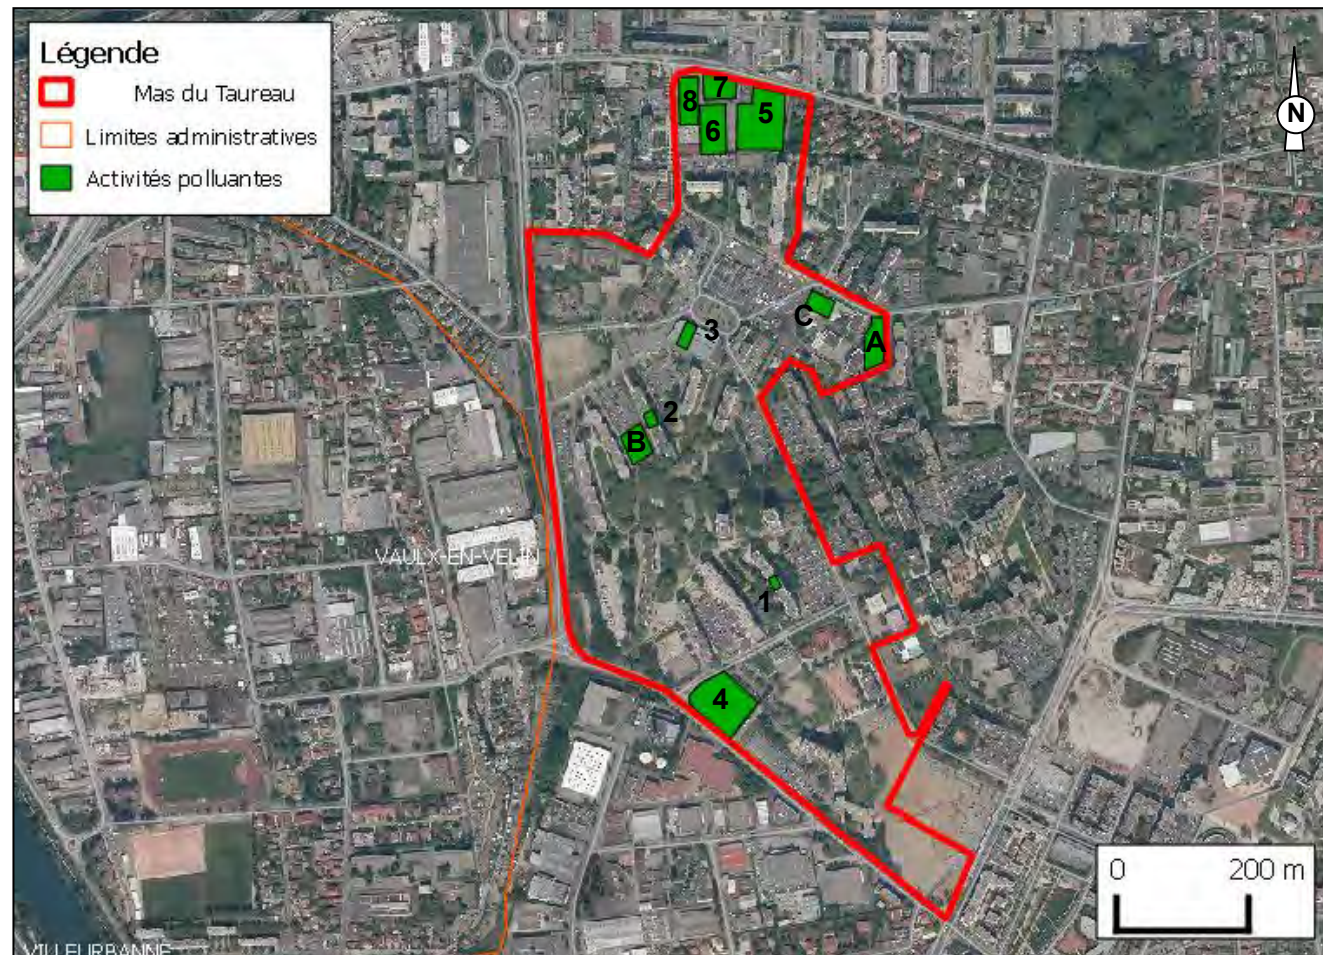 Légende
Mas du Taureau
Limites administratives
Activités polluantes
N
8
7
5
6
3
C
A
2
B
VAULX-EN-VELIN
1
4
0 200 m
VILLEURBANNE